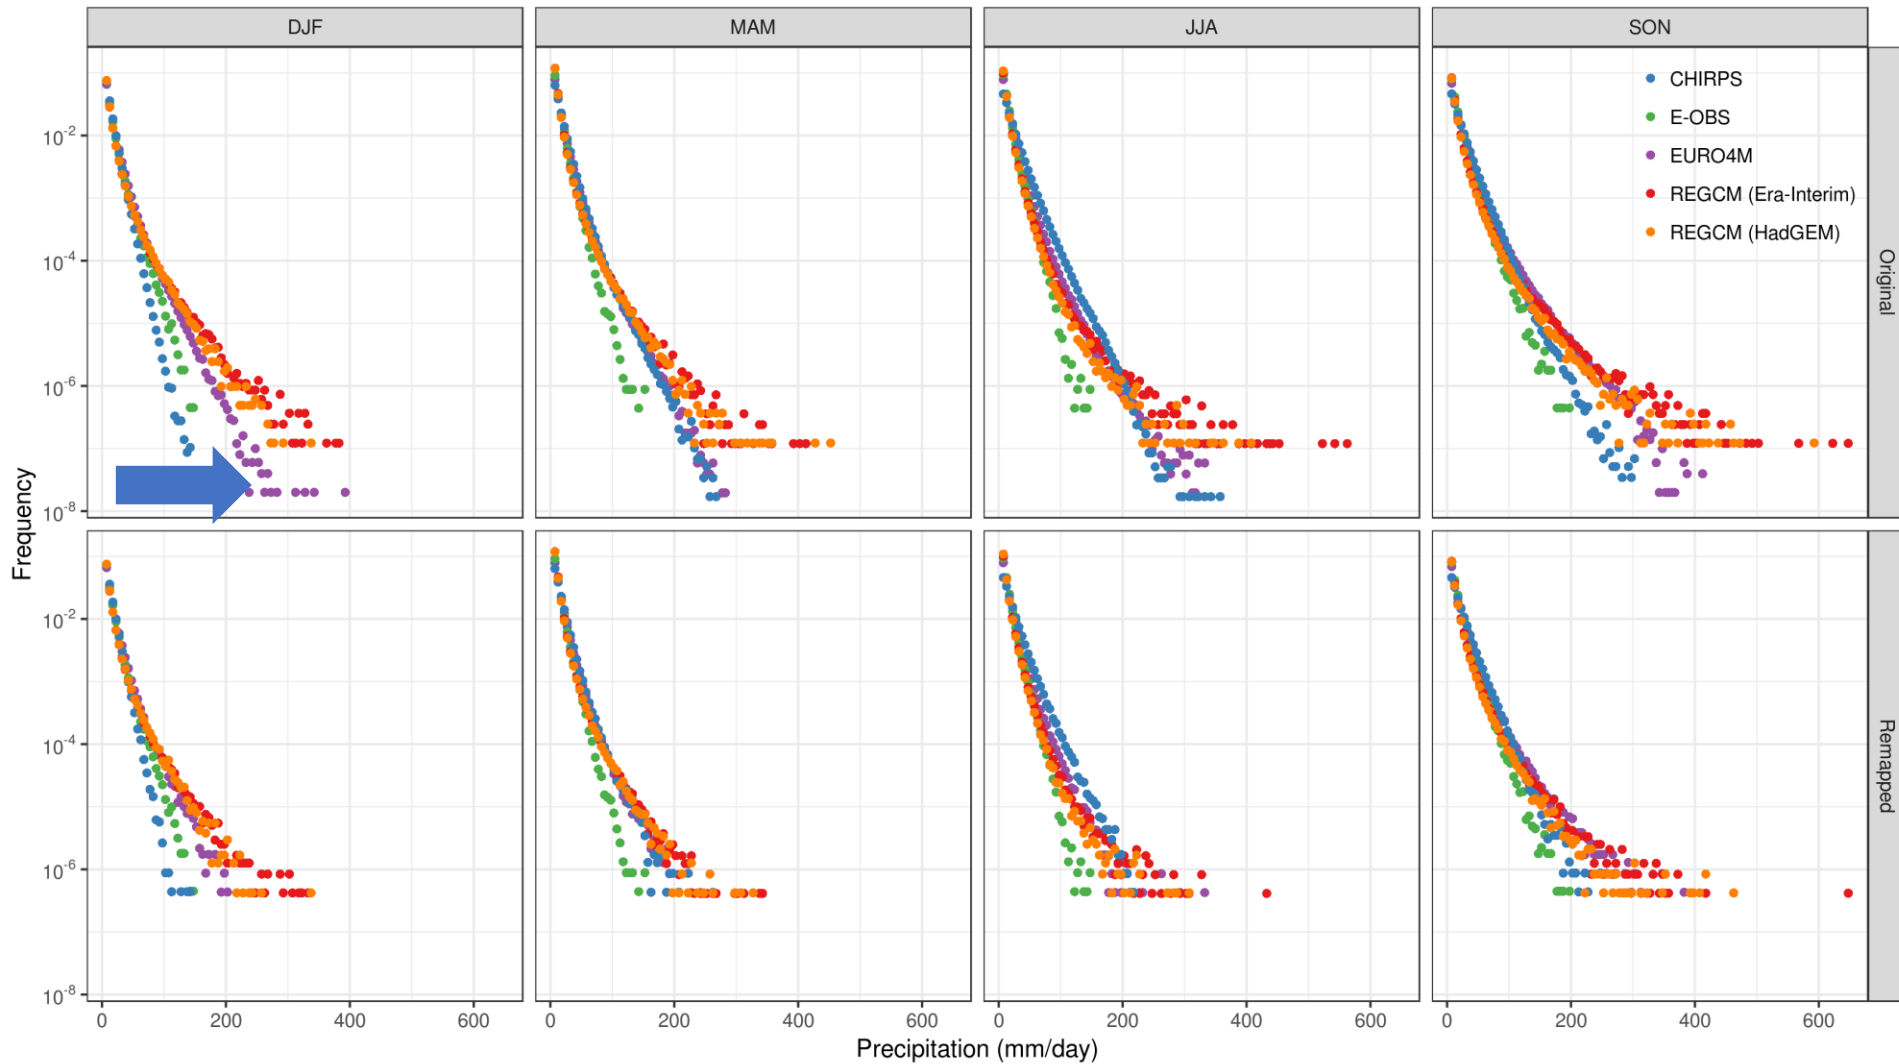 DJF
MAM
JJA
SON
CHIRPS
E-OBS
EURO4M
REGCM (Era-Interim)
REGCM (HadGEM)
Original
Remapped
10⁻²
10⁻⁴
10⁻⁶
10⁻⁸
10⁻²
10⁻⁴
10⁻⁶
10⁻⁸
Frequency
0 200 400 600 0 200 400 600 0 200 400 600 0 200 400 600
Precipitation (mm/day)